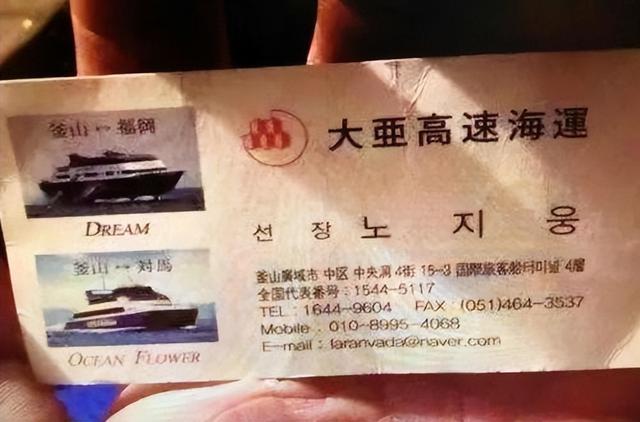 釜山↔福岡
DREAM
釜山↔対馬
OCEAN FLOWER
大亜高速海運
선 장 노 지 웅
釜山廣域市 中区 中央洞 4街 15-3 国際旅客船터미널 4層
全国代表番号 : 1544-5117
TEL : 1644-9604 FAX : (051)464-3537
Mobile : 010-8995-4068
E-mail : laranvada@naver.com